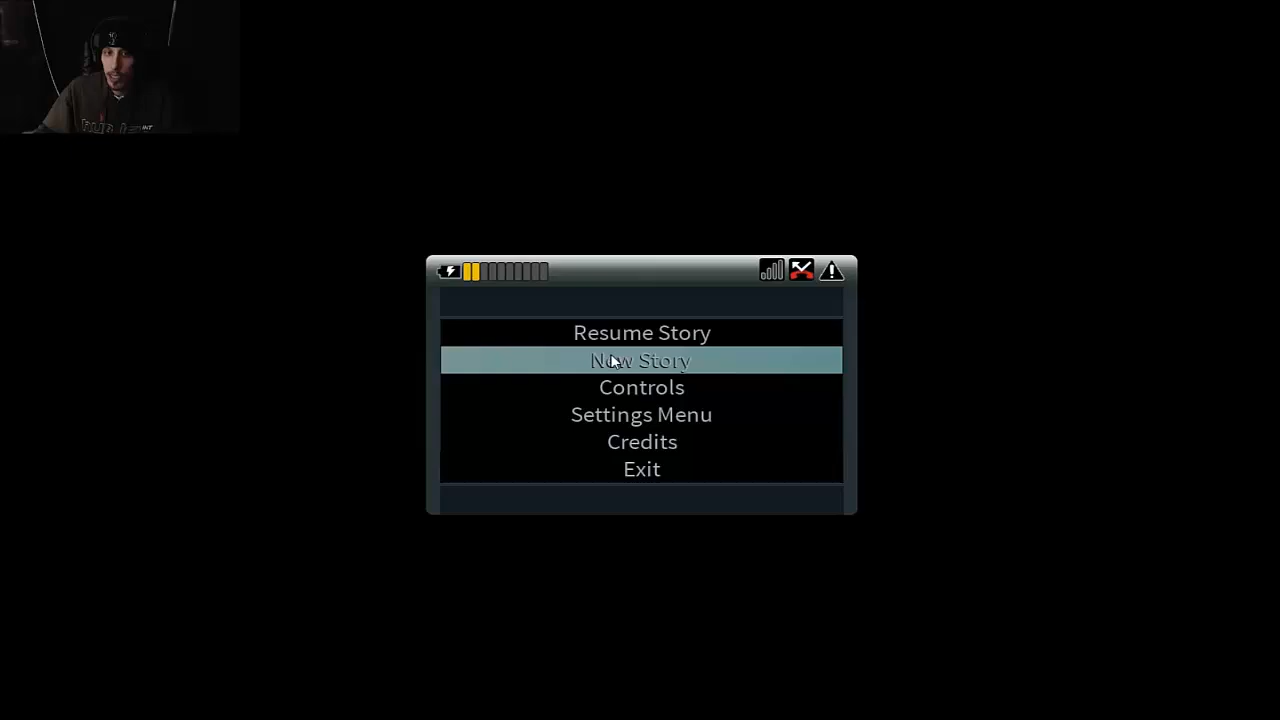 Resume Story
New Story
Controls
Settings Menu
Credits
Exit